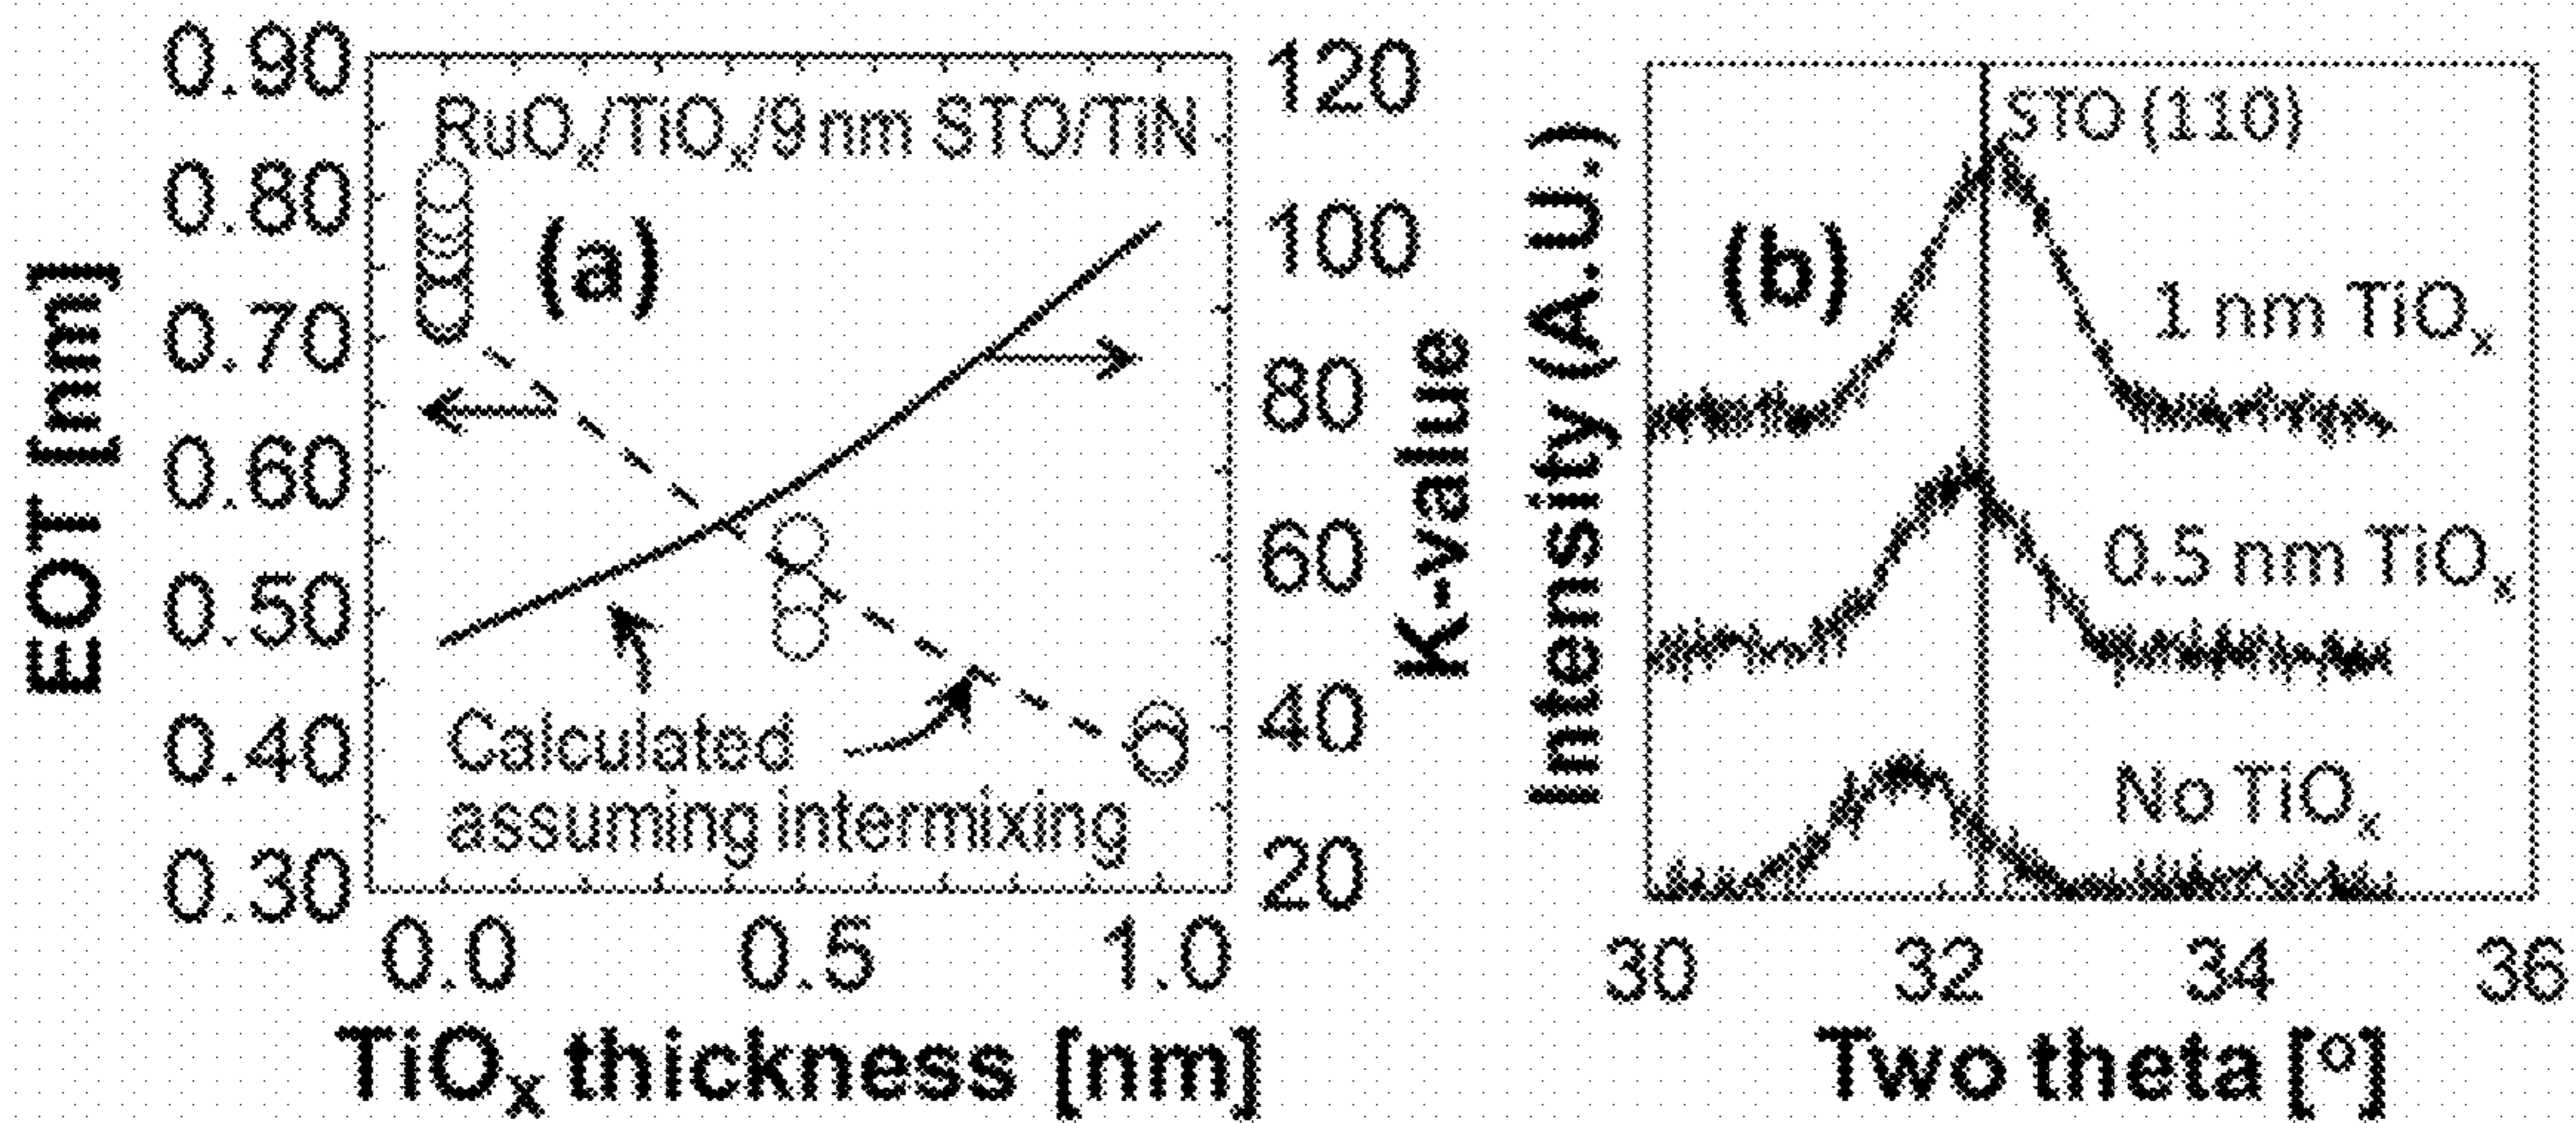 EOT [nm]
0.90
0.80
0.70
0.60
0.50
0.40
0.30
RuOₓ/TiOₓ/9 nm STO/TiN
(a)
Calculated
assuming intermixing
0.0 0.5 1.0
TiOₓ thickness [nm]
120
100
80
60
40
20
K-value
Intensity (A.U.)
STO (110)
(b)
1 nm TiOₓ
0.5 nm TiOₓ
No TiOₓ
30 32 34 36
Two theta [°]